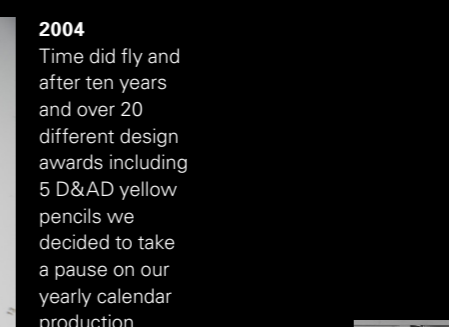 2004
Time did fly and
after ten years
and over 20
different design
awards including
5 D&AD yellow
pencils we
decided to take
a pause on our
yearly calendar
production